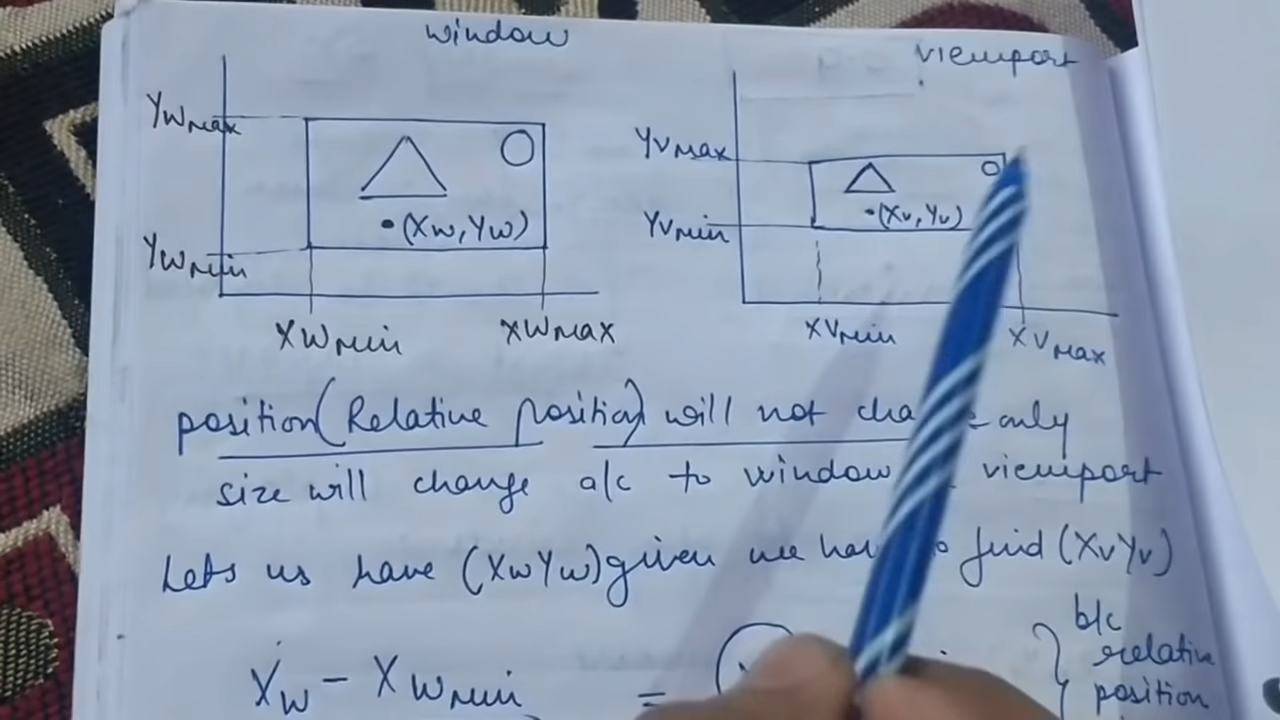 window
viewport
YWMax
YWMin
XWMin
XWMax
•(XW,YW)
YVMax
YVMin
XVMin
XVMax
•(XV,YV)
position(Relative position) will not only
size will change a/c to window viewport
Lets us have (XWYW)given we find (XVYV)
XW - XWMin =
b/c
relative
position